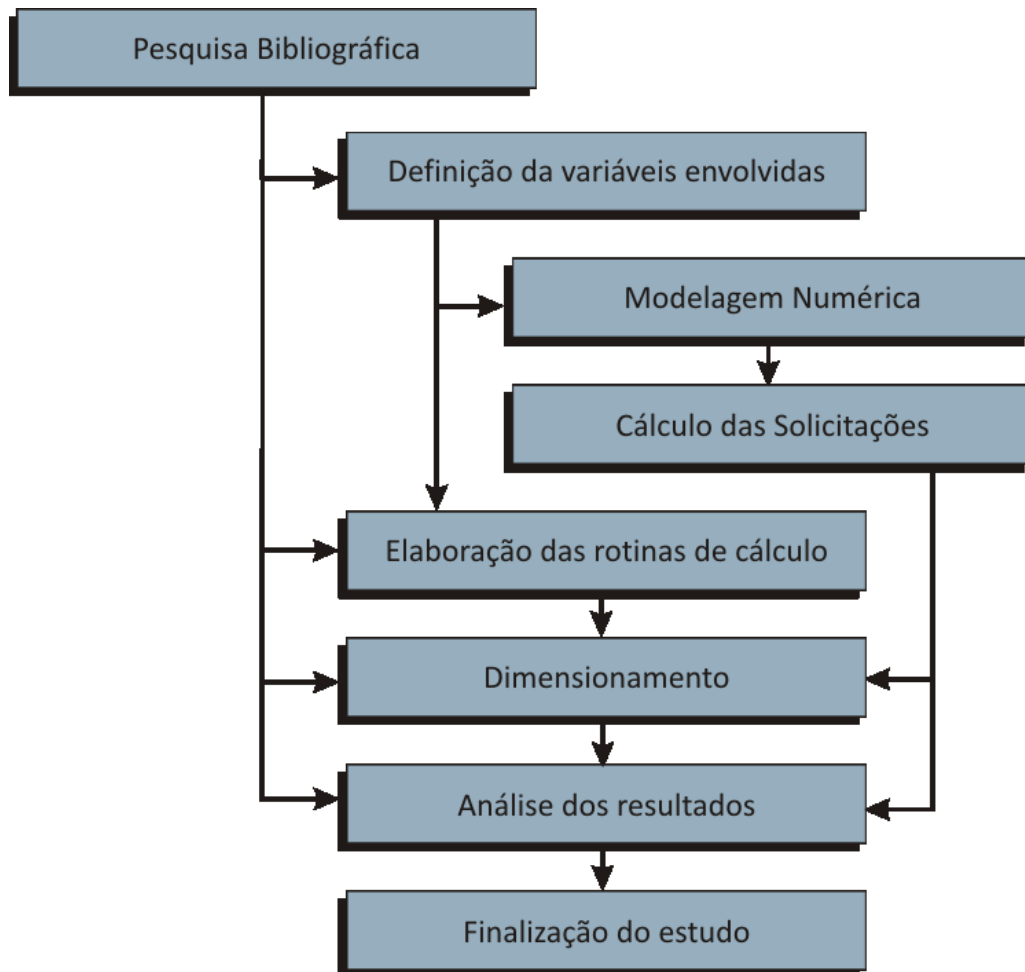 Pesquisa Bibliográfica
Definição da variáveis envolvidas
Modelagem Numérica
Cálculo das Solicitações
Elaboração das rotinas de cálculo
Dimensionamento
Análise dos resultados
Finalização do estudo